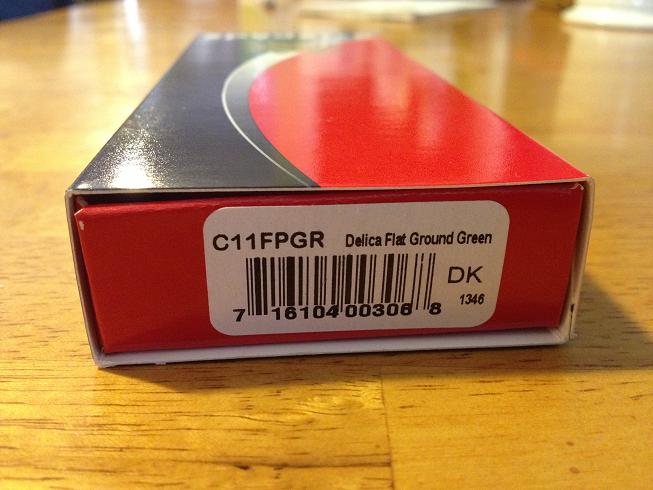 C11FPGR Delica Flat Ground Green
DK
7 16104 00306 8
1346